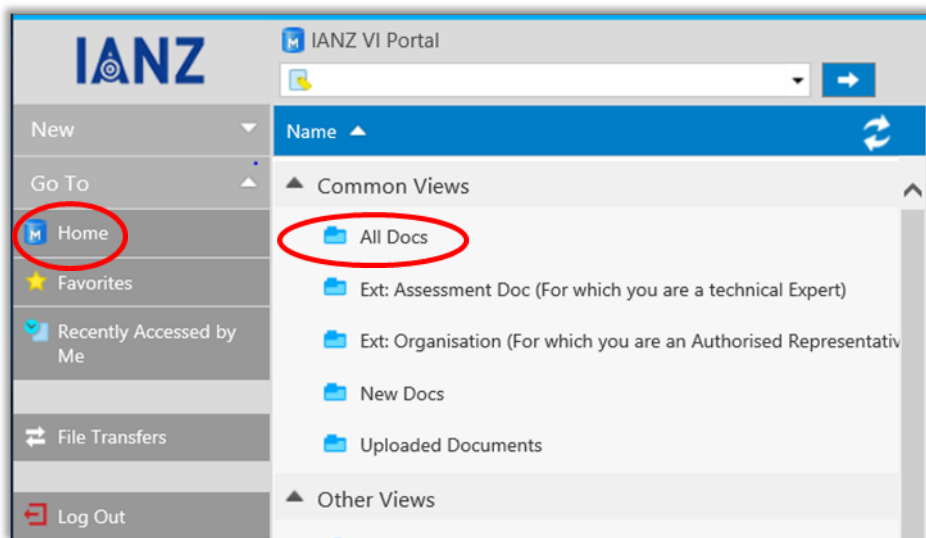 IANZ
IANZ VI Portal
New
Name
Go To
Common Views
Home
All Docs
Favorites
Ext: Assessment Doc (For which you are a technical Expert)
Recently Accessed by
Me
Ext: Organisation (For which you are an Authorised Representativ
New Docs
File Transfers
Uploaded Documents
Other Views
Log Out